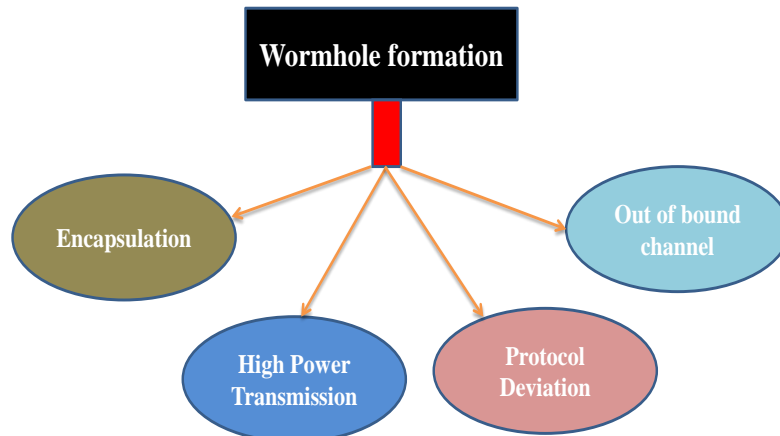 Wormhole formation
Encapsulation
Out of bound
channel
High Power
Transmission
Protocol
Deviation